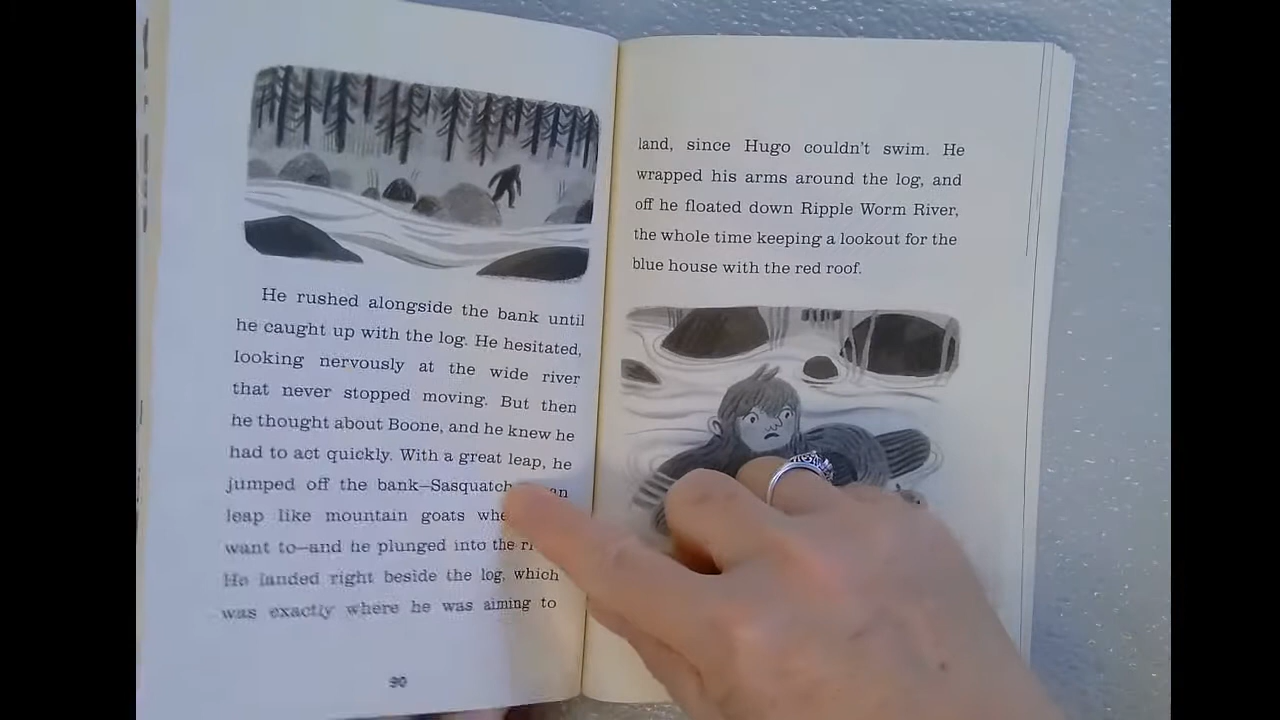 He rushed alongside the bank until
he caught up with the log. He hesitated,
looking nervously at the wide river
that never stopped moving. But then
he thought about Boone, and he knew he
had to act quickly. With a great leap, he
jumped off the bank—Sasquatch
leap like mountain goats
want to—and he plunged into the
He landed right beside the log, which
was exactly where he was aiming to
90
land, since Hugo couldn't swim. He
wrapped his arms around the log, and
off he floated down Ripple Worm River,
the whole time keeping a lookout for the
blue house with the red roof.